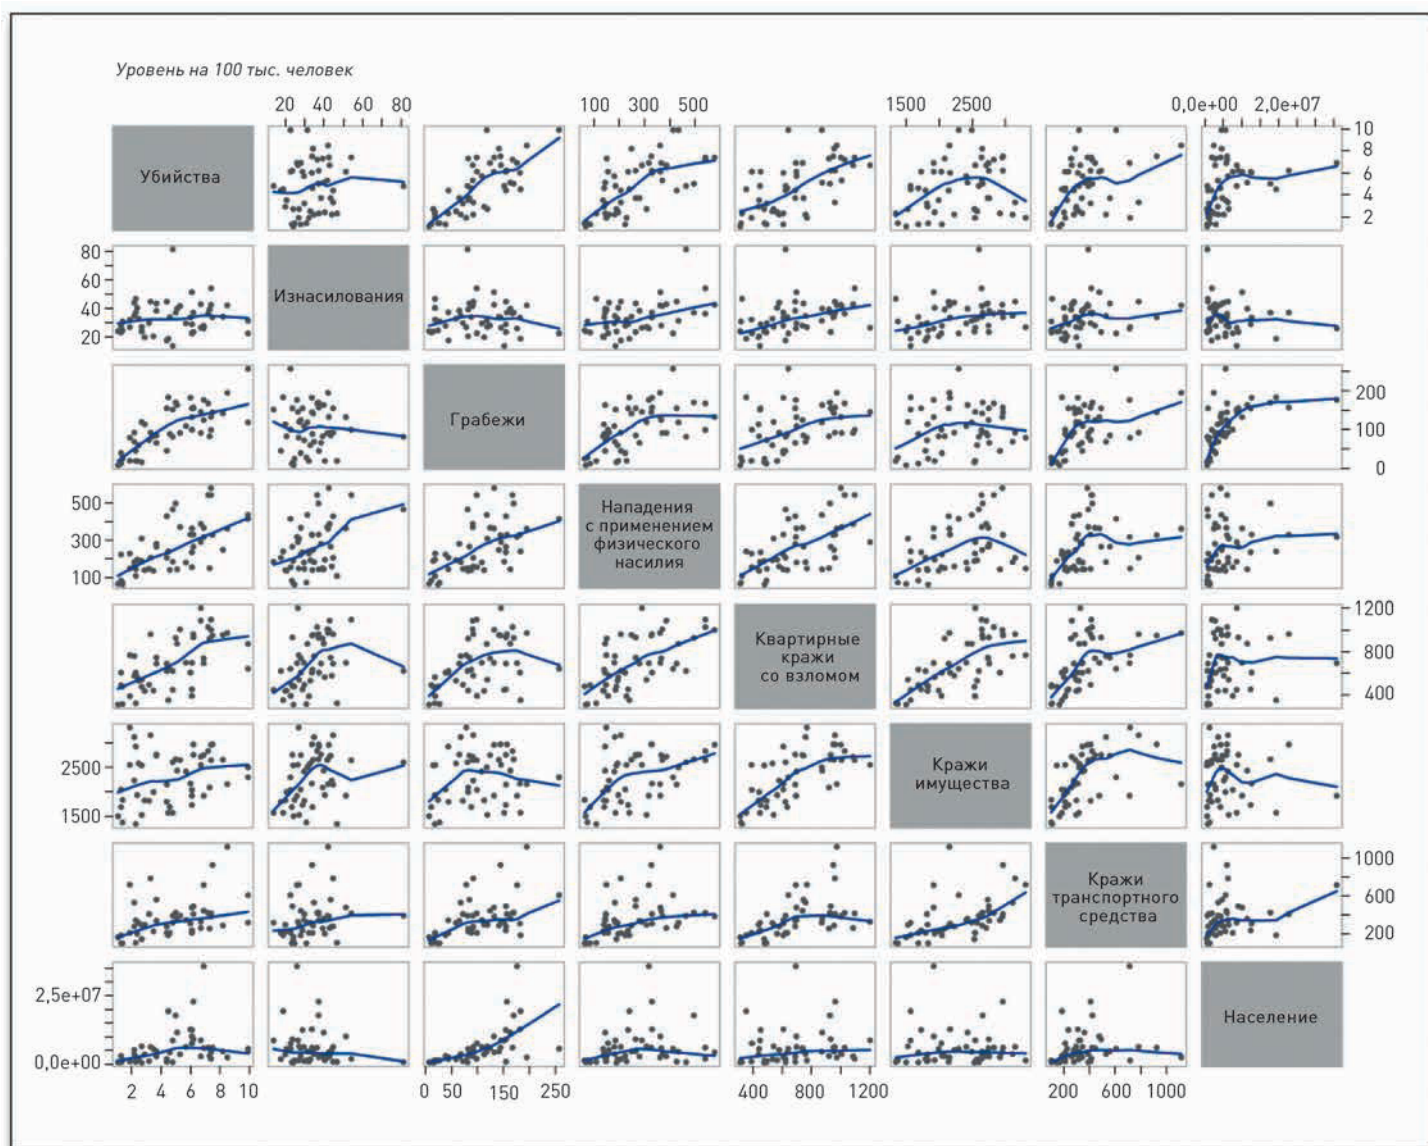 Уровень на 100 тыс. человек
20 40 60 80
100 300 500
1500 2500
0,0e+00 2,0e+07
Убийства
10
8
6
4
2
80
60
40
20
Изнасилования
Грабежи
200
100
0
500
300
100
Нападения
с применением
физического
насилия
Квартирные
кражи
со взломом
1200
800
400
2500
1500
Кражи
имущества
Кражи
транспортного
средства
1000
600
200
2,5e+07
0,0e+00
Население
2 4 6 8 10
0 50 150 250
400 800 1200
200 600 1000